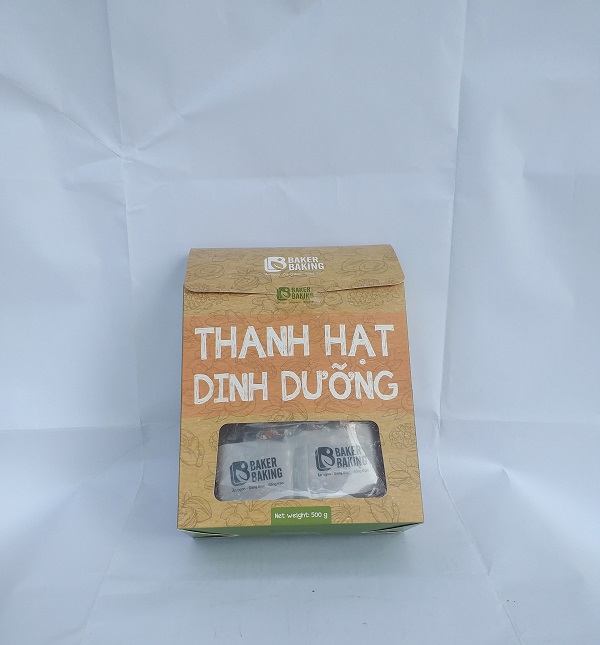 BAKER
BAKING
BAKER
BAKING
THANH HẠT
DINH DƯỠNG
BAKER
BAKING
BAKER
BAKING
Net weight: 500 g